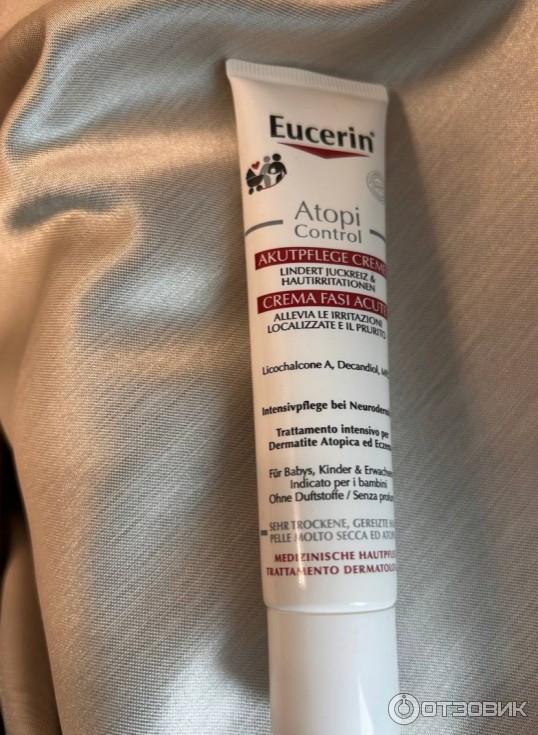 Eucerin®
Atopi
Control
AKUTPFLEGE CREME
LINDERT JUCKREIZ &
HAUTIRRITATIONEN
CREMA FASI ACUTE
ALLEVIA LE IRRITAZIONI
LOCALIZZATE E IL PRURITO
Licochalcone A, Decandiol,
Intensivpflege bei
Trattamento intensivo per
Dermatite Atopica ed
Für Babys, Kinder &
Indicato per i bambini
Ohne Duftstoffe / Senza
SEHR TROCKENE, GEREIZTE
PELLE MOLTO SECCA ED
MEDIZINISCHE
TRATTAMENTO
ОТЗОВИК